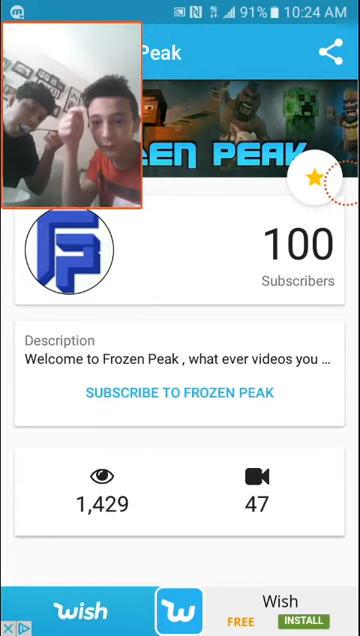 91% 10:24 AM
Peak
EN PEAK
100
Subscribers
Description
Welcome to Frozen Peak , what ever videos you ...
SUBSCRIBE TO FROZEN PEAK
1,429
47
wish
Wish
FREE
INSTALL